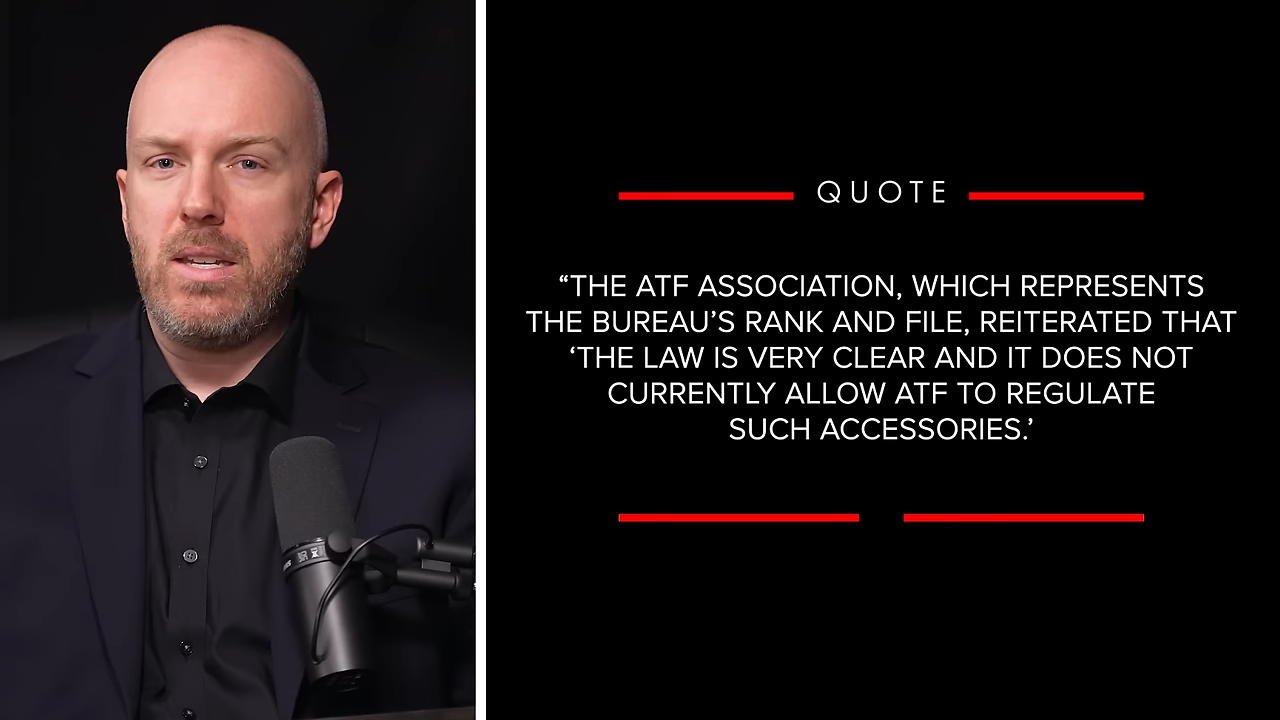 QUOTE
“THE ATF ASSOCIATION, WHICH REPRESENTS
THE BUREAU’S RANK AND FILE, REITERATED THAT
‘THE LAW IS VERY CLEAR AND IT DOES NOT
CURRENTLY ALLOW ATF TO REGULATE
SUCH ACCESSORIES.’